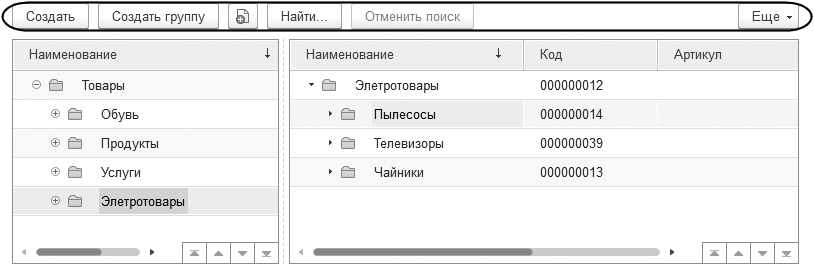 Создать Создать группу Найти... Отменить поиск Еще
Наименование
Товары
Обувь
Продукты
Услуги
Элетротовары
Наименование Код Артикул
Элетротовары 000000012
Пылесосы 000000014
Телевизоры 000000039
Чайники 000000013